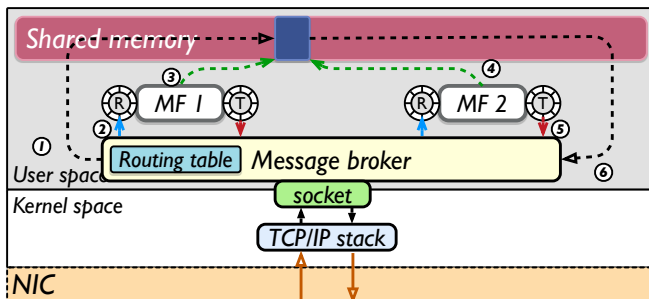 Shared memory
③
④
R
MF 1
T
R
MF 2
T
②
⑤
①
Routing table
Message broker
⑥
User space
socket
Kernel space
TCP/IP stack
NIC